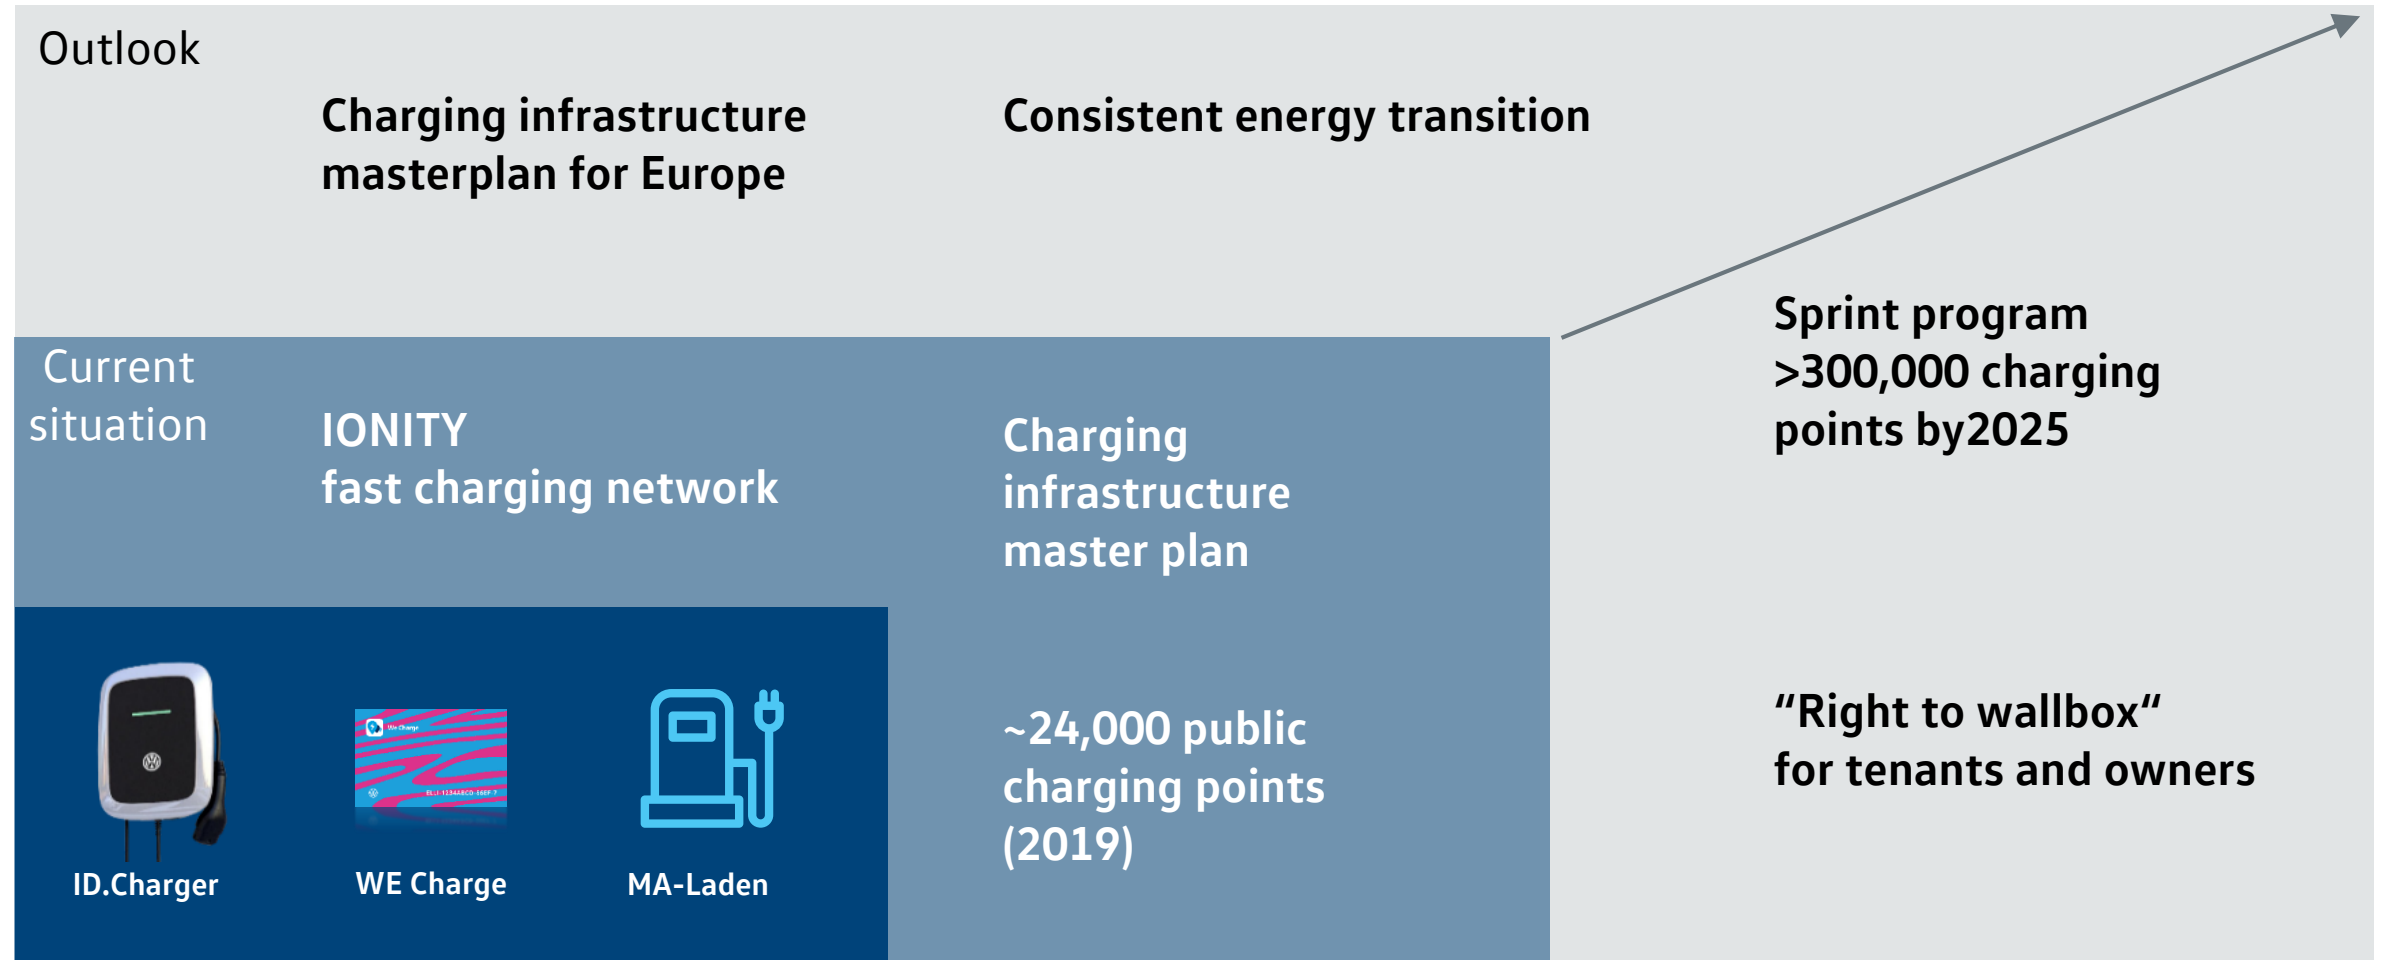 Outlook
Charging infrastructure
masterplan for Europe
Consistent energy transition
Sprint program
>300,000 charging
points by2025
“Right to wallbox“
for tenants and owners
Current
situation
IONITY
fast charging network
Charging
infrastructure
master plan
~24,000 public
charging points
(2019)
We Charge
ID.Charger
WE Charge
MA-Laden